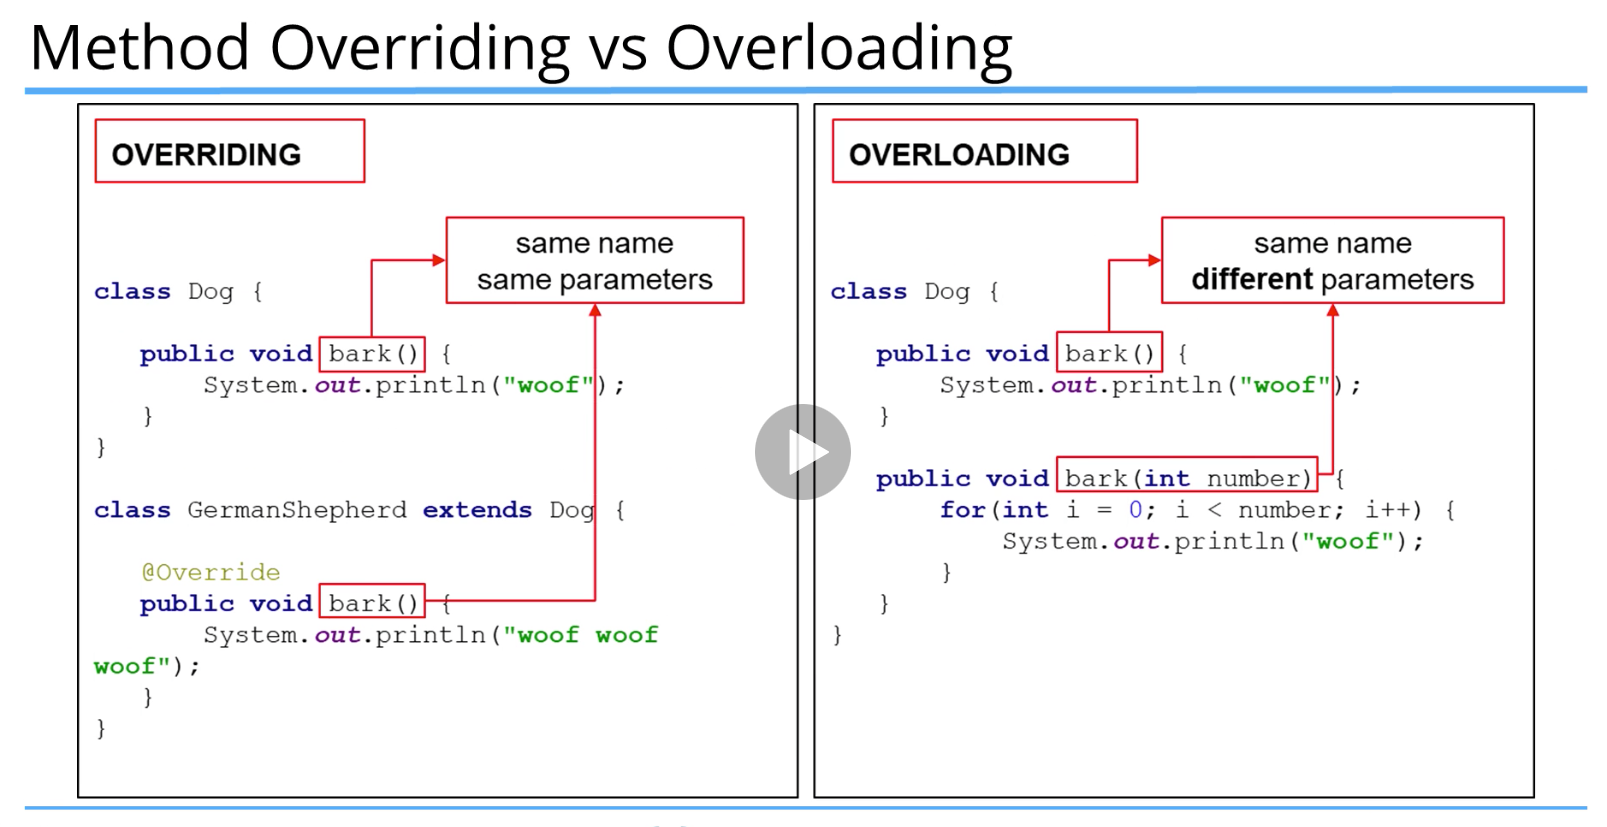 Method Overriding vs Overloading
OVERRIDING
same name
same parameters
class Dog {
public void bark() {
System.out.println("woof");
}
}
class GermanShepherd extends Dog {
@Override
public void bark() {
System.out.println("woof woof
woof");
}
}
OVERLOADING
same name
different parameters
class Dog {
public void bark() {
System.out.println("woof");
}
public void bark(int number) {
for(int i = 0; i < number; i++) {
System.out.println("woof");
}
}
}